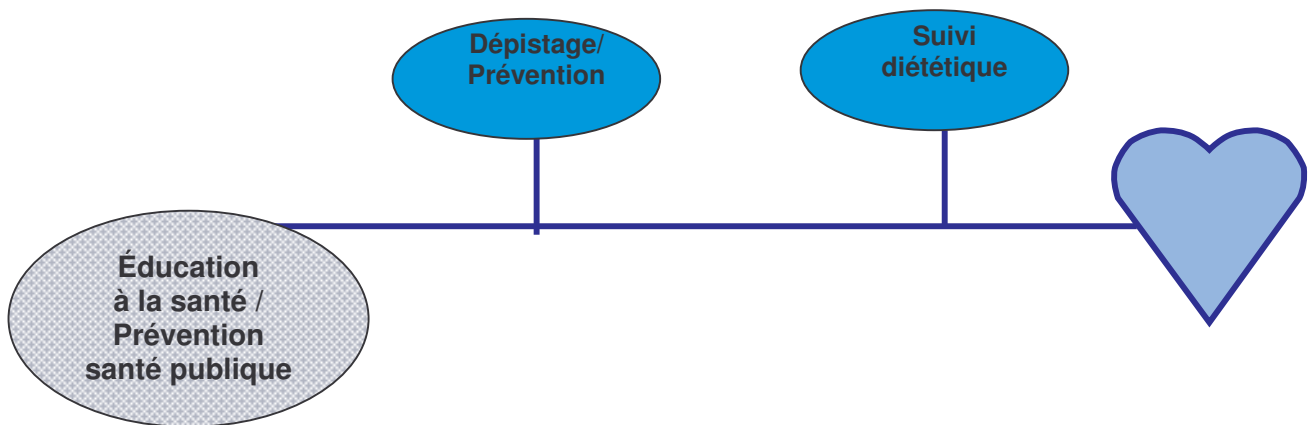 Dépistage/
Prévention
Suivi
diététique
Éducation
à la santé /
Prévention
santé publique